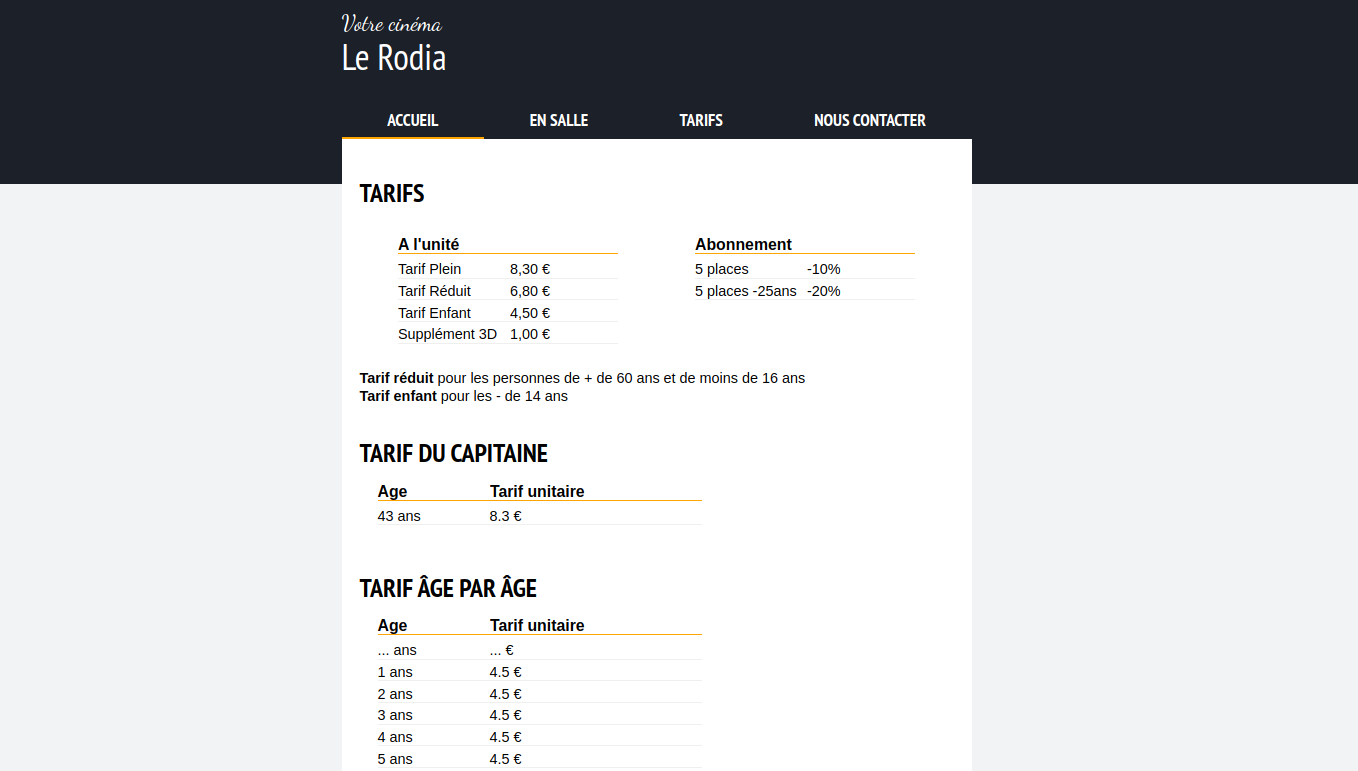 Votre cinéma
Le Rodia
ACCUEIL EN SALLE TARIFS NOUS CONTACTER
TARIFS
A l'unité
Tarif Plein 8,30 €
Tarif Réduit 6,80 €
Tarif Enfant 4,50 €
Supplément 3D 1,00 €
Abonnement
5 places -10%
5 places -25ans -20%
Tarif réduit pour les personnes de + de 60 ans et de moins de 16 ans
Tarif enfant pour les - de 14 ans
TARIF DU CAPITAINE
Age Tarif unitaire
43 ans 8.3 €
TARIF ÂGE PAR ÂGE
Age Tarif unitaire
... ans ... €
1 ans 4.5 €
2 ans 4.5 €
3 ans 4.5 €
4 ans 4.5 €
5 ans 4.5 €